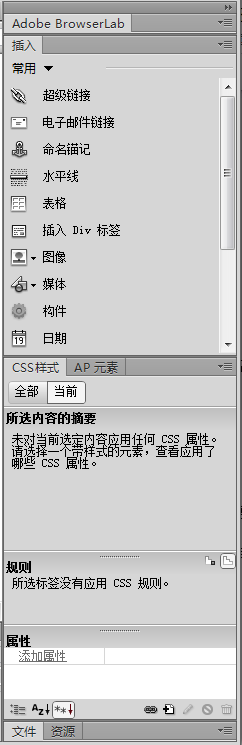 Adobe BrowserLab
插入
常用
超级链接
电子邮件链接
命名锚记
水平线
表格
插入 Div 标签
图像
媒体
构件
19
日期
CSS样式 AP 元素
全部 当前
所选内容的摘要
未对当前选定内容应用任何 CSS 属性。
请选择一个带样式的元素，查看应用了
哪些 CSS 属性。
规则
所选标签没有应用 CSS 规则。
属性
添加属性
Az
文件 资源